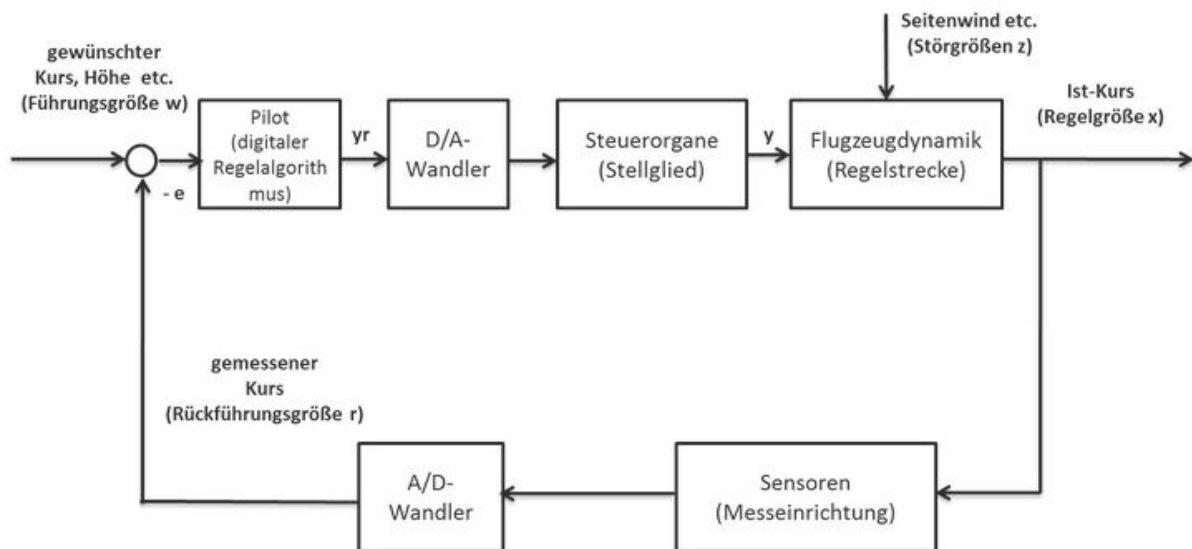 Seitenwind etc.
(Störgrößen z)
gewünschter
Kurs, Höhe etc.
(Führungsgröße w)
Ist-Kurs
(Regelgröße x)
Pilot
(digitaler
Regelalgorith
mus)
yr
D/A-
Wandler
Steuerorgane
(Stellglied)
y
Flugzeugdynamik
(Regelstrecke)
- e
gemessener
Kurs
(Rückführungsgröße r)
A/D-
Wandler
Sensoren
(Messeinrichtung)